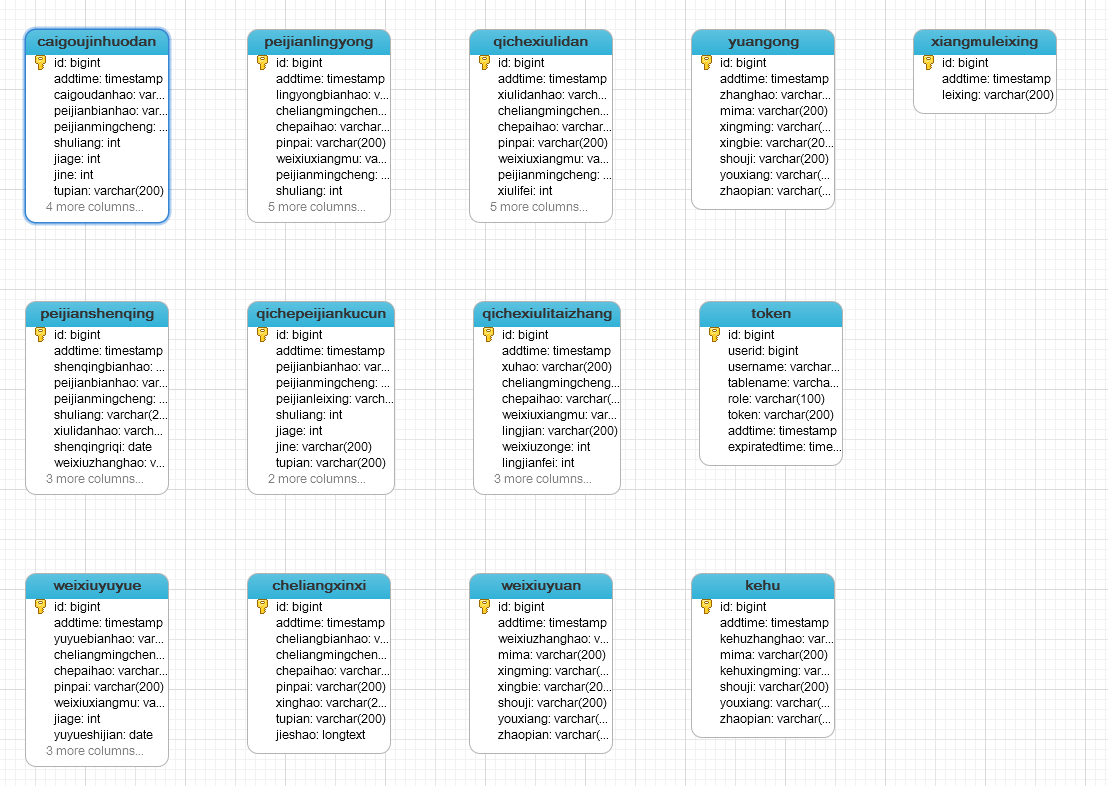 caigoujinhuodan
id: bigint
addtime: timestamp
caigoudanhao: var...
peijianbianhao: var...
peijianmingcheng: ...
shuliang: int
jiage: int
jine: int
tupian: varchar(200)
4 more columns...
peijianlingyong
id: bigint
addtime: timestamp
lingyongbianhao: v...
cheliangmingchen...
chepaihao: varchar...
pinpai: varchar(200)
weixiuxiangmu: va...
peijianmingcheng: ...
shuliang: int
5 more columns...
qichexiulidan
id: bigint
addtime: timestamp
xiulidanhao: varch...
cheliangmingchen...
chepaihao: varchar...
pinpai: varchar(200)
weixiuxiangmu: va...
peijianmingcheng: ...
xiulifei: int
5 more columns...
yuangong
id: bigint
addtime: timestamp
zhanghao: varchar...
mima: varchar(200)
xingming: varchar(...
xingbie: varchar(20...
shouji: varchar(200)
youxiang: varchar(...
zhaopian: varchar(...
xiangmuleixing
id: bigint
addtime: timestamp
leixing: varchar(200)
peijianshenqing
id: bigint
addtime: timestamp
shenqingbianhao: ...
peijianbianhao: var...
peijianmingcheng: ...
shuliang: varchar(2...
xiulidanhao: varch...
shenqingriqi: date
weixiuzhanghao: v...
3 more columns...
qichepeijiankucun
id: bigint
addtime: timestamp
peijianbianhao: var...
peijianmingcheng: ...
peijianleixing: varch...
shuliang: int
jiage: int
jine: varchar(200)
tupian: varchar(200)
2 more columns...
qichexiulitaizhang
id: bigint
addtime: timestamp
xuhao: varchar(200)
cheliangmingcheng...
chepaihao: varchar(...
weixiuxiangmu: var...
lingjian: varchar(200)
weixiuzonge: int
lingjianfei: int
3 more columns...
token
id: bigint
userid: bigint
username: varchar...
tablename: varcha...
role: varchar(100)
token: varchar(200)
addtime: timestamp
expiratedtime: time...
weixiuyuyue
id: bigint
addtime: timestamp
yuyuebianhao: var...
cheliangmingchen...
chepaihao: varchar...
pinpai: varchar(200)
weixiuxiangmu: va...
jiage: int
yuyueshijian: date
3 more columns...
cheliangxinxi
id: bigint
addtime: timestamp
cheliangbianhao: v...
cheliangmingchen...
chepaihao: varchar...
pinpai: varchar(200)
xinghao: varchar(2...
tupian: varchar(200)
jieshao: longtext
weixiuyuan
id: bigint
addtime: timestamp
weixiuzhanghao: v...
mima: varchar(200)
xingming: varchar(...
xingbie: varchar(20...
shouji: varchar(200)
youxiang: varchar(...
zhaopian: varchar(...
kehu
id: bigint
addtime: timestamp
kehuzhanghao: var...
mima: varchar(200)
kehuxingming: var...
shouji: varchar(200)
youxiang: varchar(...
zhaopian: varchar(...